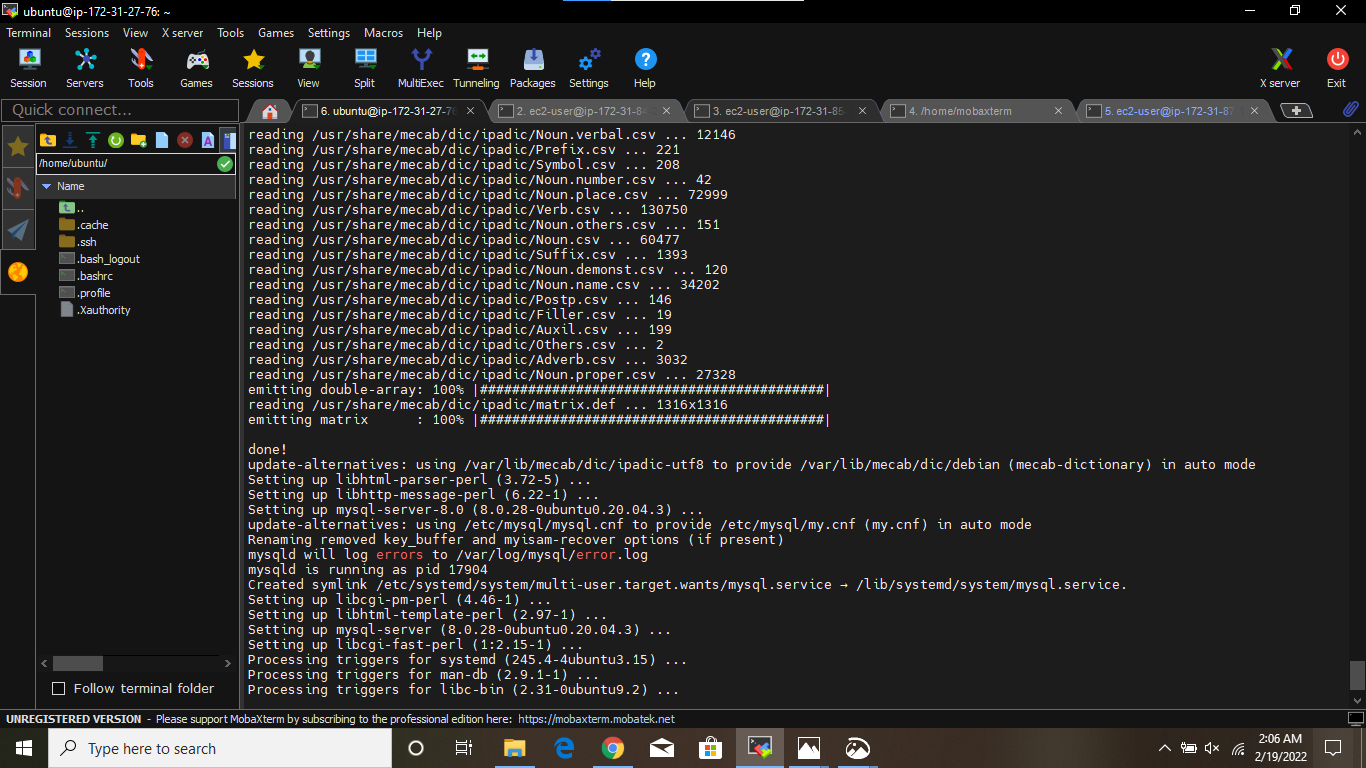 ubuntu@ip-172-31-27-76: ~
Terminal Sessions View X server Tools Games Settings Macros Help
Session Servers Tools Games Sessions View Split MultiExec Tunneling Packages Settings Help X server Exit
Quick connect...
6. ubuntu@ip-172-31-27-76
2. ec2-user@ip-172-31-8
3. ec2-user@ip-172-31-85
4. /home/mobaxterm
5. ec2-user@ip-172-31-8
/home/ubuntu/
Name
..
.cache
.ssh
.bash_logout
.bashrc
.profile
.Xauthority
Follow terminal folder
reading /usr/share/mecab/dic/ipadic/Noun.verbal.csv ... 12146
reading /usr/share/mecab/dic/ipadic/Prefix.csv ... 221
reading /usr/share/mecab/dic/ipadic/Symbol.csv ... 208
reading /usr/share/mecab/dic/ipadic/Noun.number.csv ... 42
reading /usr/share/mecab/dic/ipadic/Noun.place.csv ... 72999
reading /usr/share/mecab/dic/ipadic/Verb.csv ... 130750
reading /usr/share/mecab/dic/ipadic/Noun.others.csv ... 151
reading /usr/share/mecab/dic/ipadic/Noun.csv ... 60477
reading /usr/share/mecab/dic/ipadic/Suffix.csv ... 1393
reading /usr/share/mecab/dic/ipadic/Noun.demonst.csv ... 120
reading /usr/share/mecab/dic/ipadic/Noun.name.csv ... 34202
reading /usr/share/mecab/dic/ipadic/Postp.csv ... 146
reading /usr/share/mecab/dic/ipadic/Filler.csv ... 19
reading /usr/share/mecab/dic/ipadic/Auxil.csv ... 199
reading /usr/share/mecab/dic/ipadic/Others.csv ... 2
reading /usr/share/mecab/dic/ipadic/Adverb.csv ... 3032
reading /usr/share/mecab/dic/ipadic/Noun.proper.csv ... 27328
emitting double-array: 100% |###########################################|
reading /usr/share/mecab/dic/ipadic/matrix.def ... 1316x1316
emitting matrix      : 100% |###########################################|
done!
update-alternatives: using /var/lib/mecab/dic/ipadic-utf8 to provide /var/lib/mecab/dic/debian (mecab-dictionary) in auto mode
Setting up libhtml-parser-perl (3.72-5) ...
Setting up libhttp-message-perl (6.22-1) ...
Setting up mysql-server-8.0 (8.0.28-0ubuntu0.20.04.3) ...
update-alternatives: using /etc/mysql/mysql.cnf to provide /etc/mysql/my.cnf (my.cnf) in auto mode
Renaming removed key_buffer and myisam-recover options (if present)
mysqld will log errors to /var/log/mysql/error.log
mysqld is running as pid 17904
Created symlink /etc/systemd/system/multi-user.target.wants/mysql.service → /lib/systemd/system/mysql.service.
Setting up libcgi-pm-perl (4.46-1) ...
Setting up libhtml-template-perl (2.97-1) ...
Setting up mysql-server (8.0.28-0ubuntu0.20.04.3) ...
Setting up libcgi-fast-perl (1:2.15-1) ...
Processing triggers for systemd (245.4-4ubuntu3.15) ...
Processing triggers for man-db (2.9.1-1) ...
Processing triggers for libc-bin (2.31-0ubuntu9.2) ...
UNREGISTERED VERSION - Please support MobaXterm by subscribing to the professional edition here: https://mobaxterm.mobatek.net
Type here to search
2:06 AM
2/19/2022